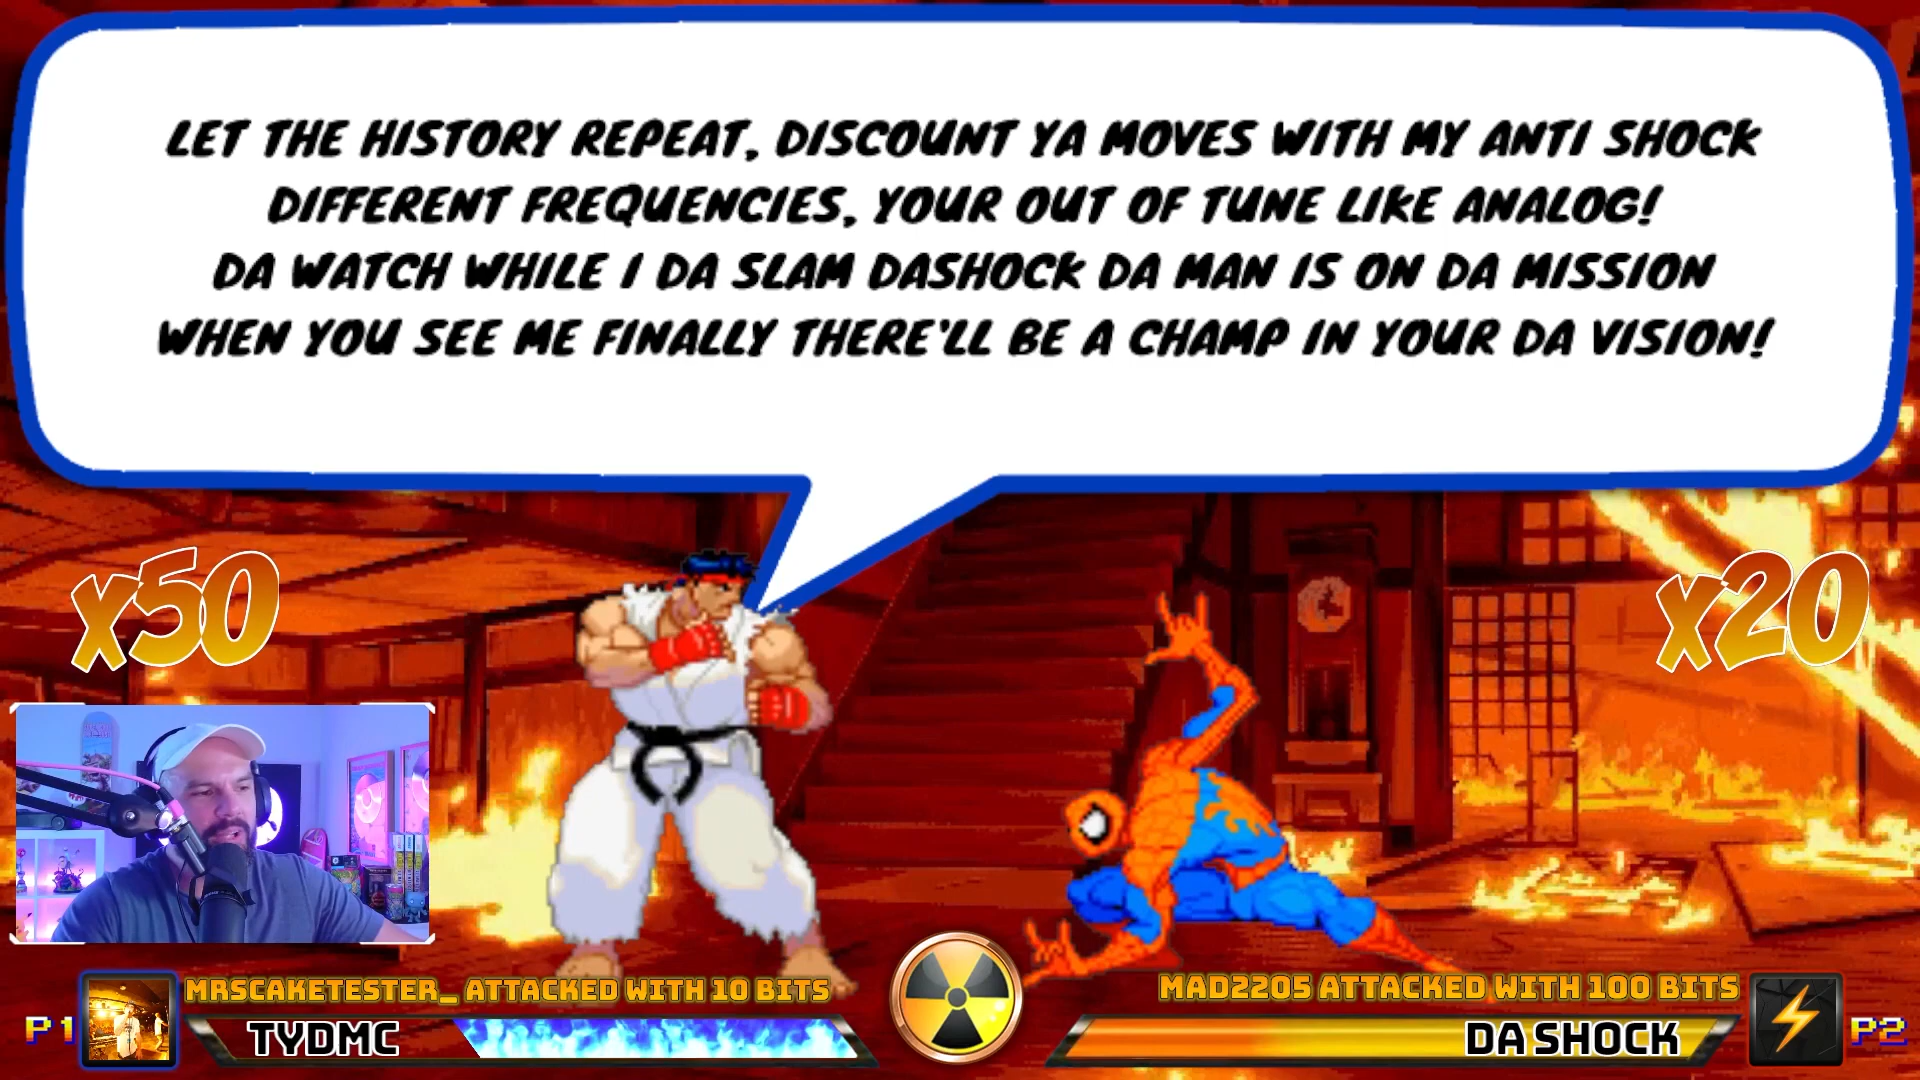 LET THE HISTORY REPEAT, DISCOUNT YA MOVES WITH MY ANTI SHOCK
DIFFERENT FREQUENCIES, YOUR OUT OF TUNE LIKE ANALOG!
DA WATCH WHILE I DA SLAM DASHOCK DA MAN IS ON DA MISSION
WHEN YOU SEE ME FINALLY THERE'LL BE A CHAMP IN YOUR DA VISION!
X50
X20
MRSCAKETESTER_ ATTACKED WITH 10 BITS
MAD2205 ATTACKED WITH 100 BITS
P1
TYDMC
DA SHOCK
P2